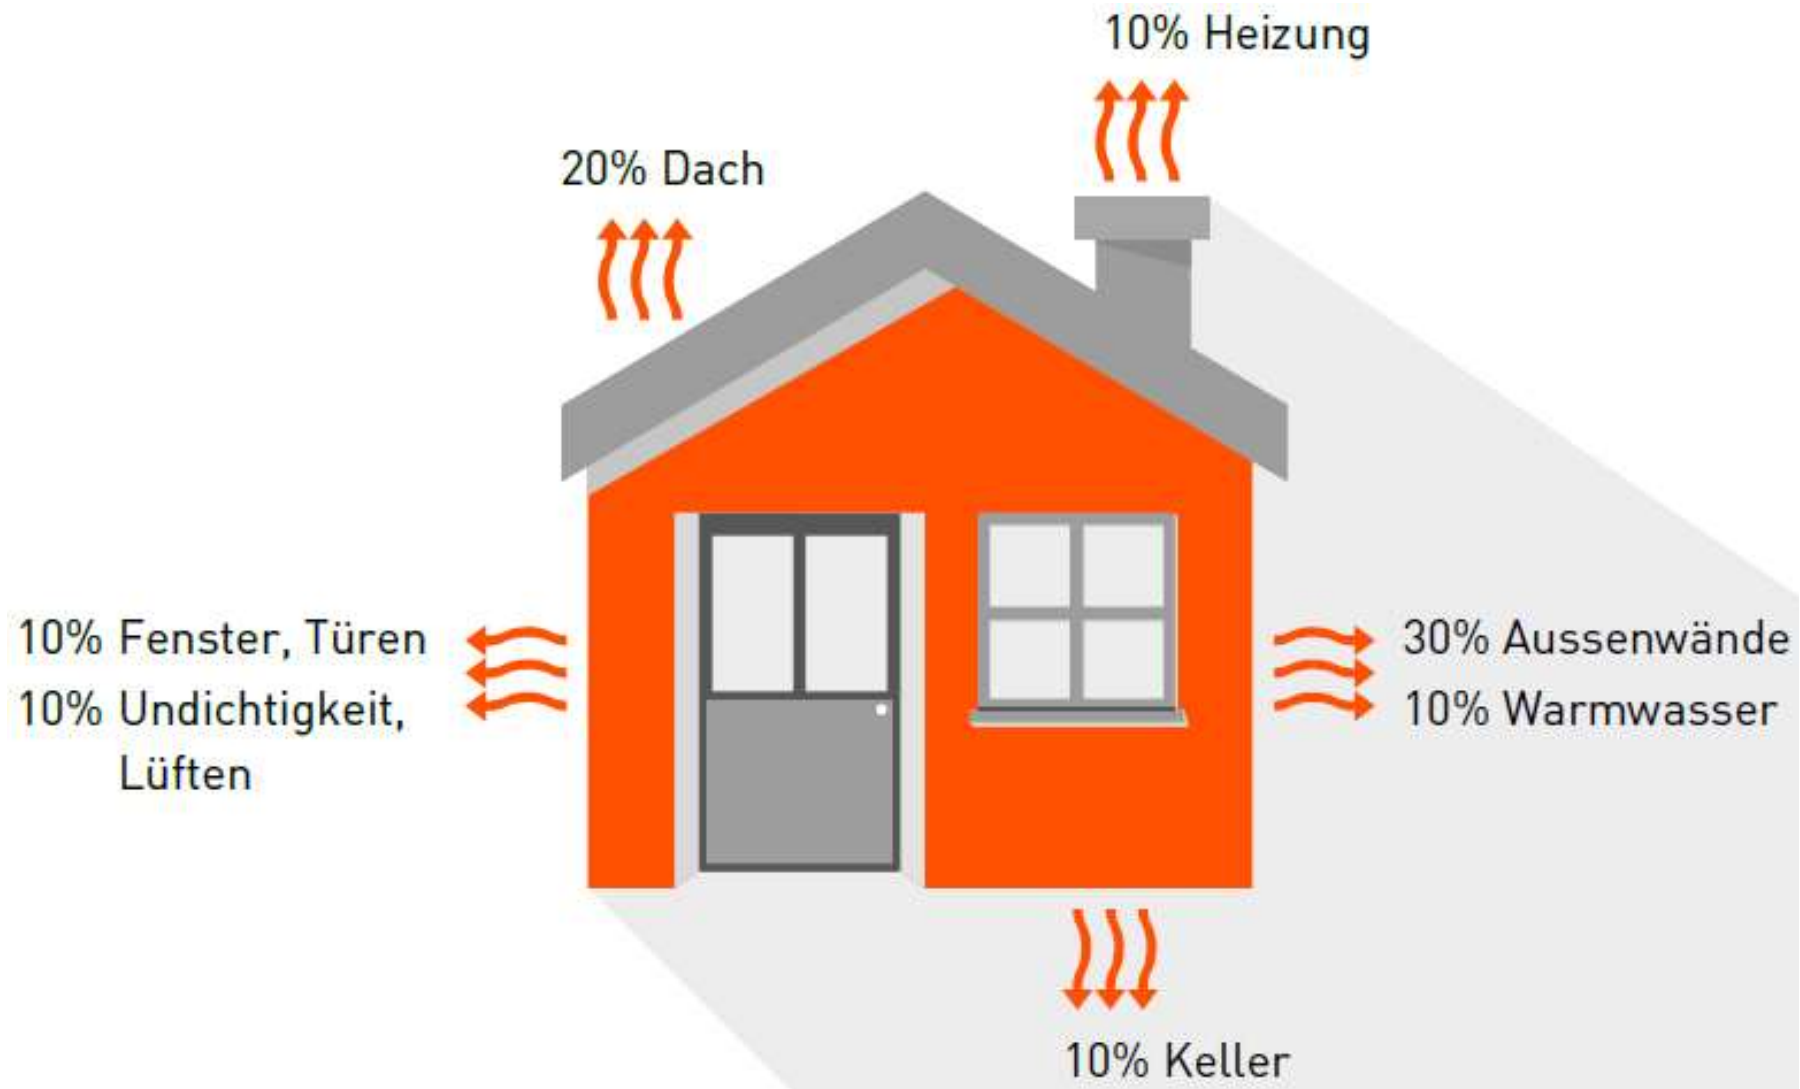 10% Heizung
20% Dach
10% Fenster, Türen
10% Undichtigkeit,
Lüften
30% Aussenwände
10% Warmwasser
10% Keller